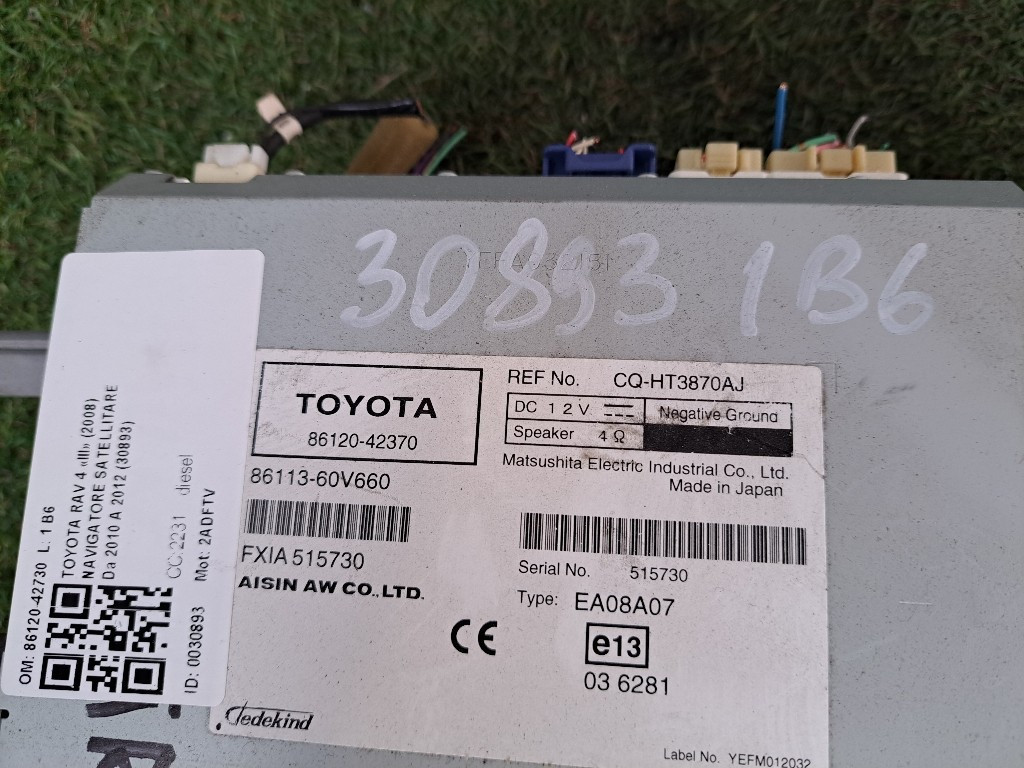 30893 1B6
TOYOTA
86120-42370
86113-60V660
FXIA 515730
AISIN AW CO.,LTD.
REF No. CQ-HT3870AJ
DC 12V Negative Ground
Speaker 4 Ω
Matsushita Electric Industrial Co., Ltd.
Made in Japan
Serial No. 515730
Type: EA08A07
CE
e13
03 6281
Dedekind
Label No. YEFM012032
OM: 86120-42730 L: 1B6
TOYOTA RAV 4 «III» (2008)
NAVIGATORE SATELLITARE
Da 2010 A 2012 (30893)
CC:2231 diesel
ID: 0030893 Mot: 2ADFTV